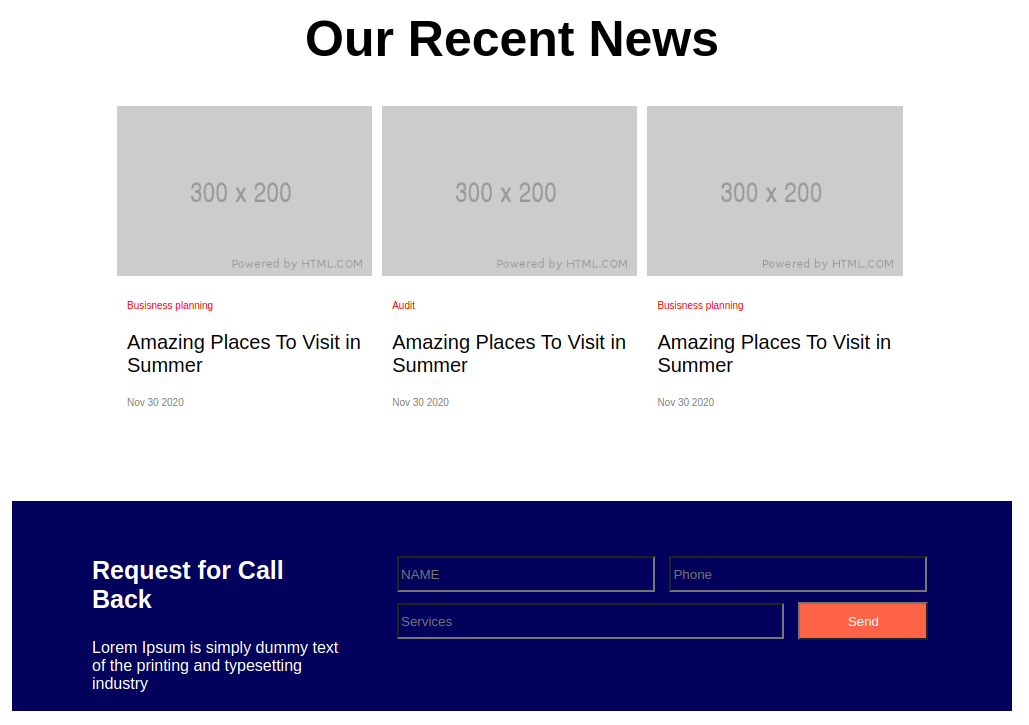 Our Recent News
300 x 200
Powered by HTML.COM
300 x 200
Powered by HTML.COM
300 x 200
Powered by HTML.COM
Busisness planning
Amazing Places To Visit in
Summer
Nov 30 2020
Audit
Amazing Places To Visit in
Summer
Nov 30 2020
Busisness planning
Amazing Places To Visit in
Summer
Nov 30 2020
Request for Call
Back
Lorem Ipsum is simply dummy text
of the printing and typesetting
industry
NAME
Phone
Services
Send